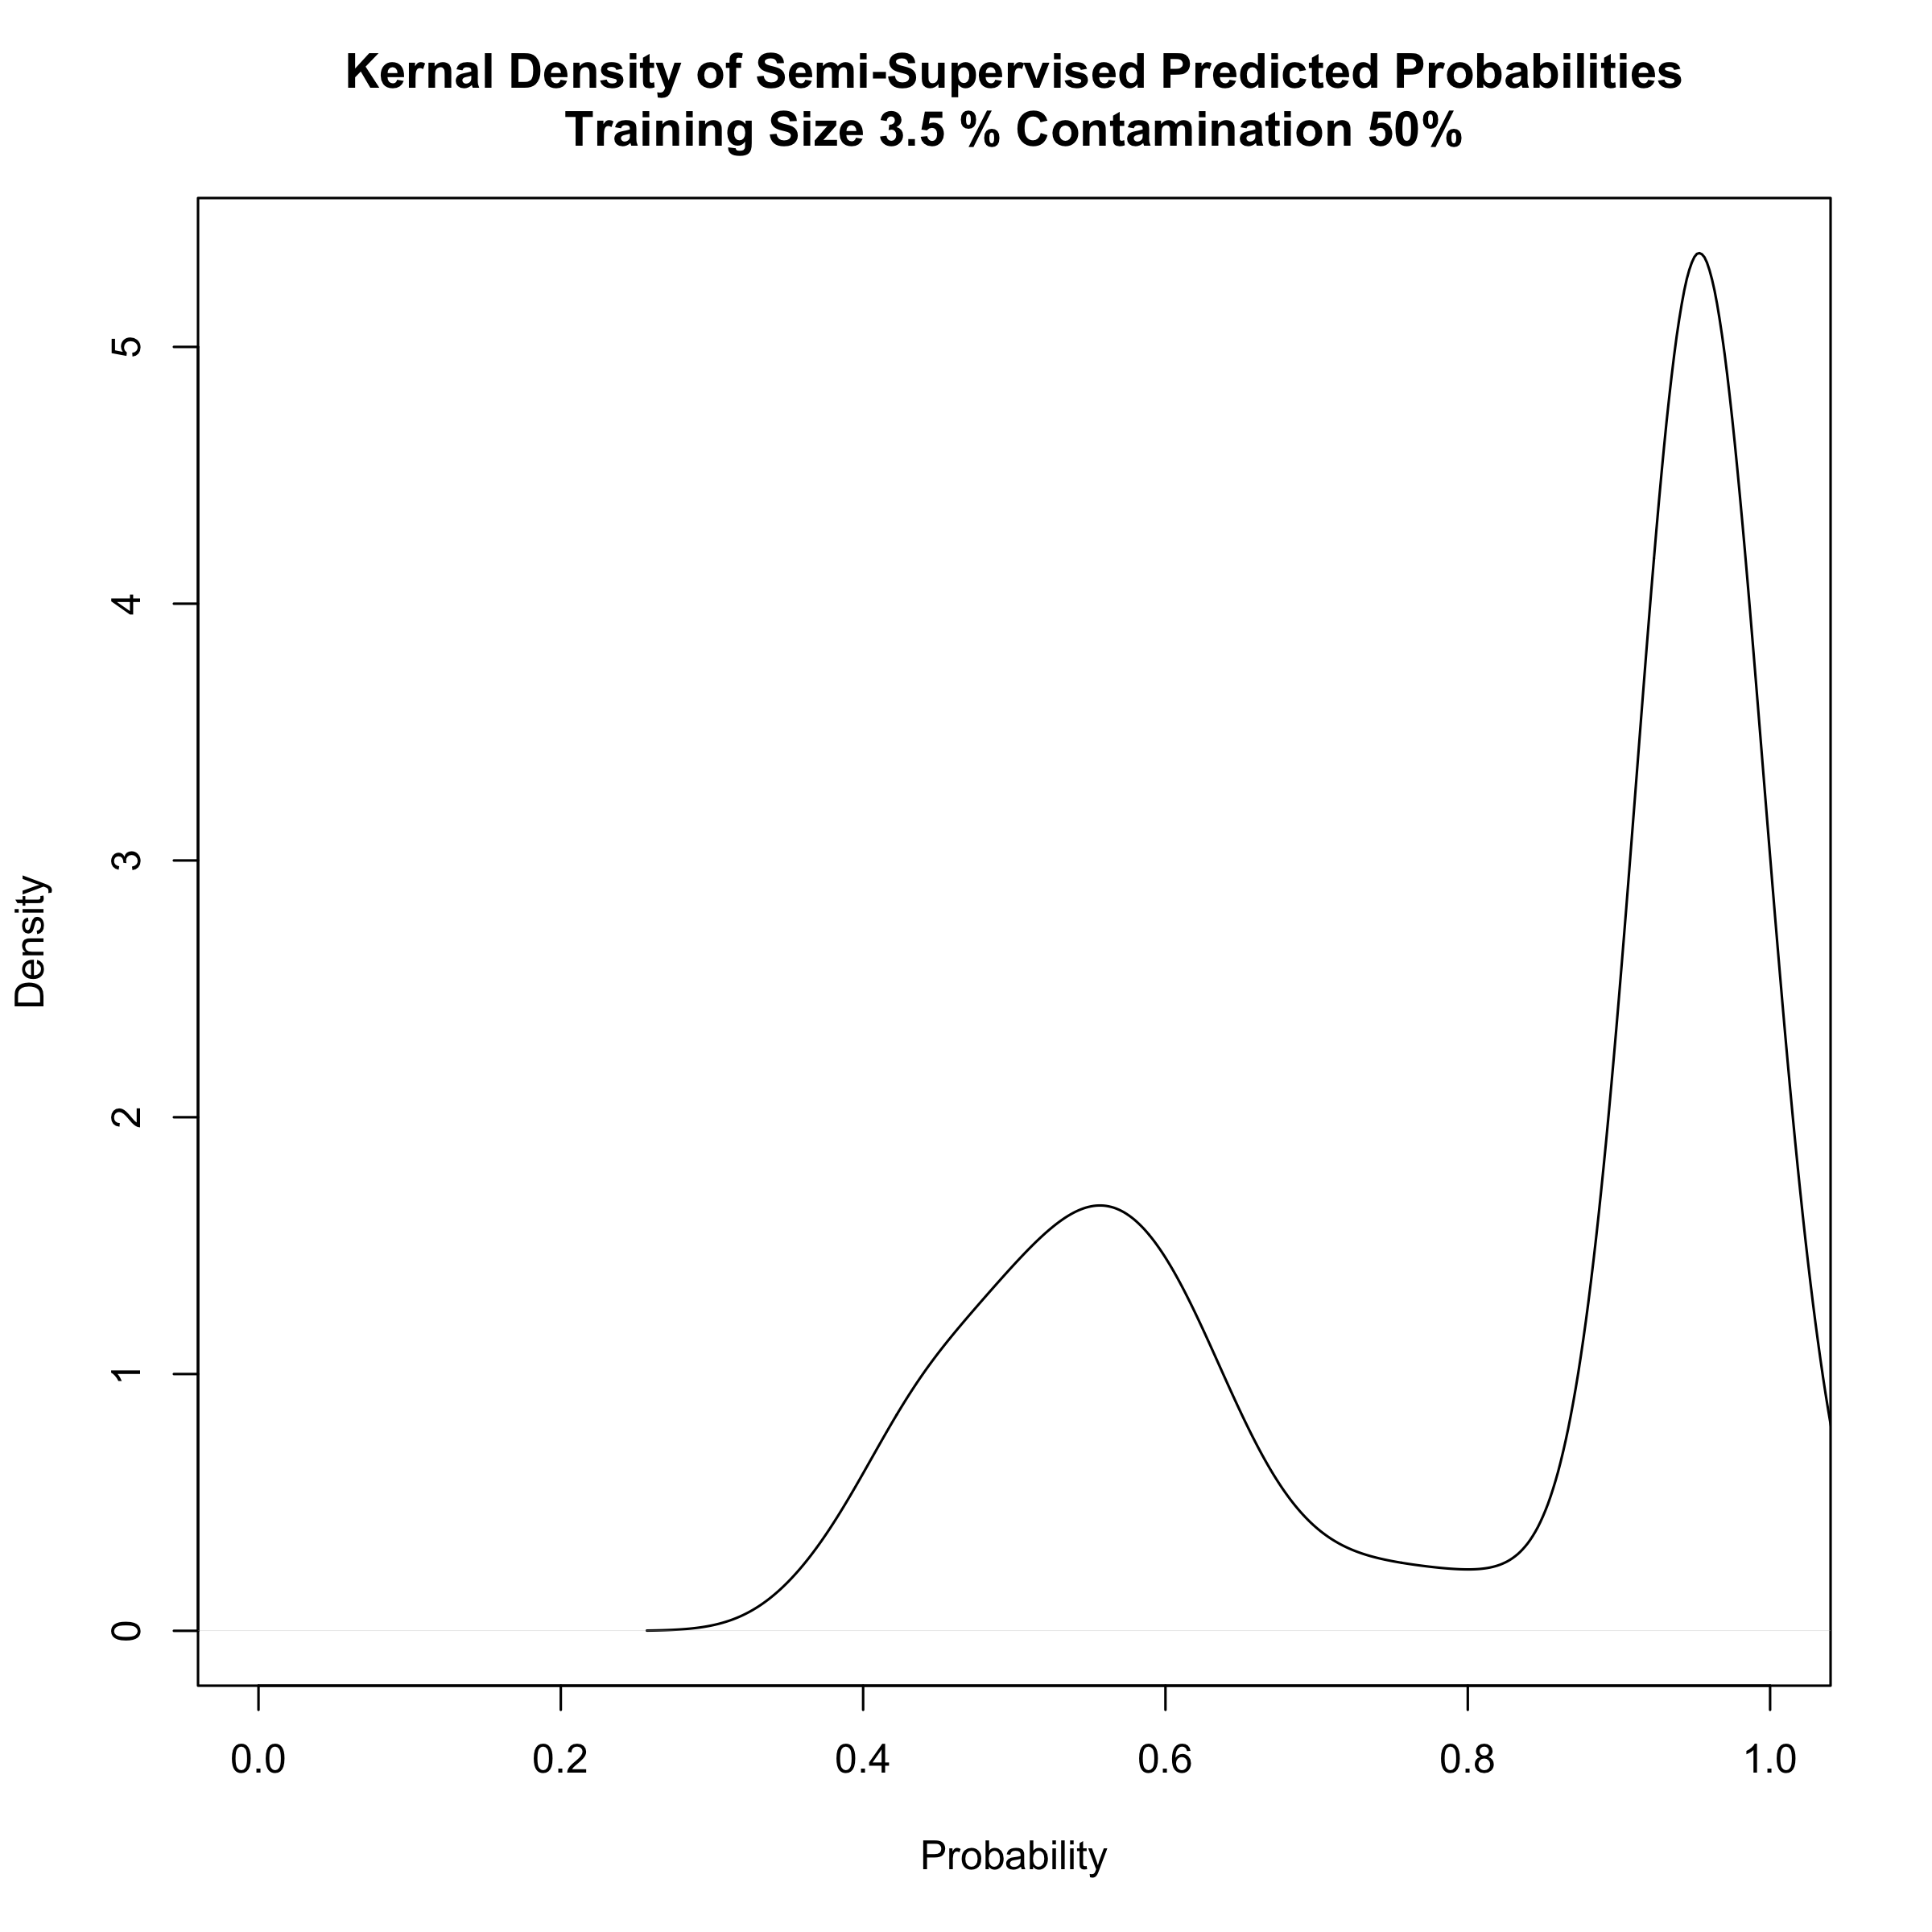 Kernal Density of Semi-Supervised Predicted Probabilities
Training Size 3.5 % Contamination 50%
5
4
3
2
1
0
Density
0.0 0.2 0.4 0.6 0.8 1.0
Probability